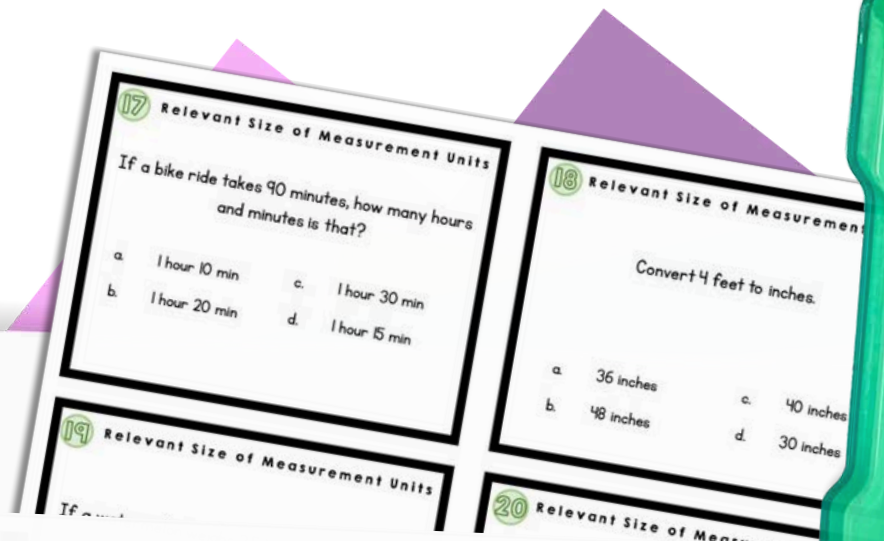 17 Relevant Size of Measurement Units
If a bike ride takes 90 minutes, how many hours
and minutes is that?
a. 1 hour 10 min
b. 1 hour 20 min
c. 1 hour 30 min
d. 1 hour 15 min
18 Relevant Size of Measurement
Convert 4 feet to inches.
a. 36 inches
b. 48 inches
c. 40 inches
d. 30 inches
19 Relevant Size of Measurement Units
If a
20 Relevant Size of